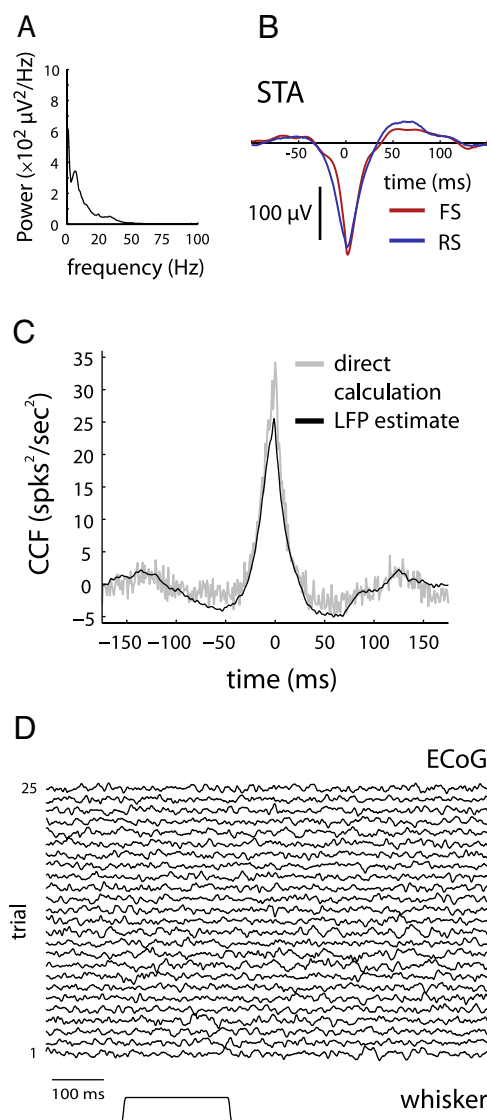 A
Power (×10² μV²/Hz)
10
8
6
4
2
0
0 25 50 75 100
frequency (Hz)
B
STA
-50 0 50 100
time (ms)
100 μV
FS
RS
C
CCF (spks²/sec²)
35
30
25
20
15
10
5
0
−5
direct
calculation
LFP estimate
−150 −100 −50 0 50 100 150
time (ms)
D
ECoG
25
trial
1
100 ms
whisker